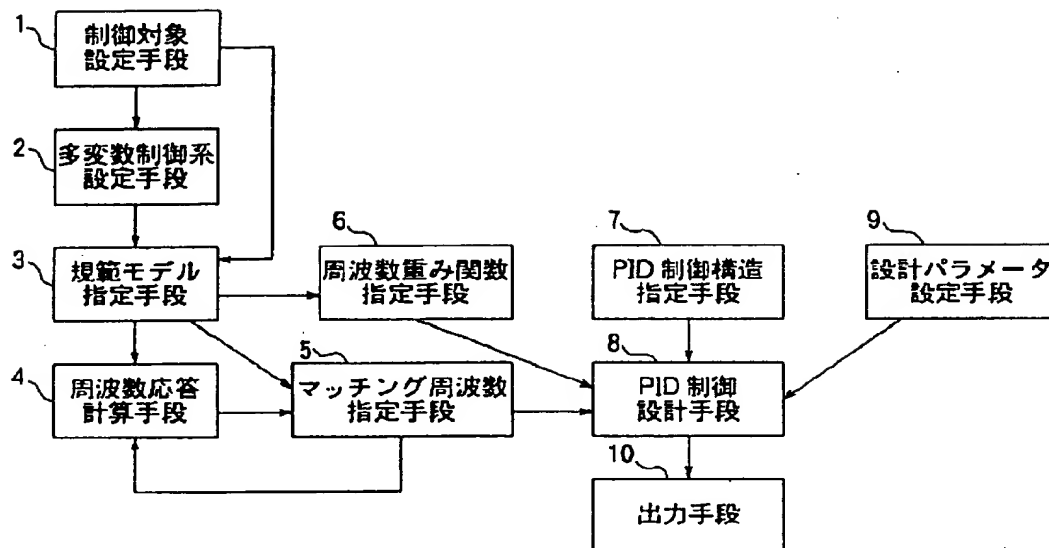 1
制御対象
設定手段
2
多変数制御系
設定手段
3
規範モデル
指定手段
4
周波数応答
計算手段
5
マッチング周波数
指定手段
6
周波数重み関数
指定手段
7
PID 制御構造
指定手段
8
PID 制御
設計手段
9
設計パラメータ
設定手段
10
出力手段